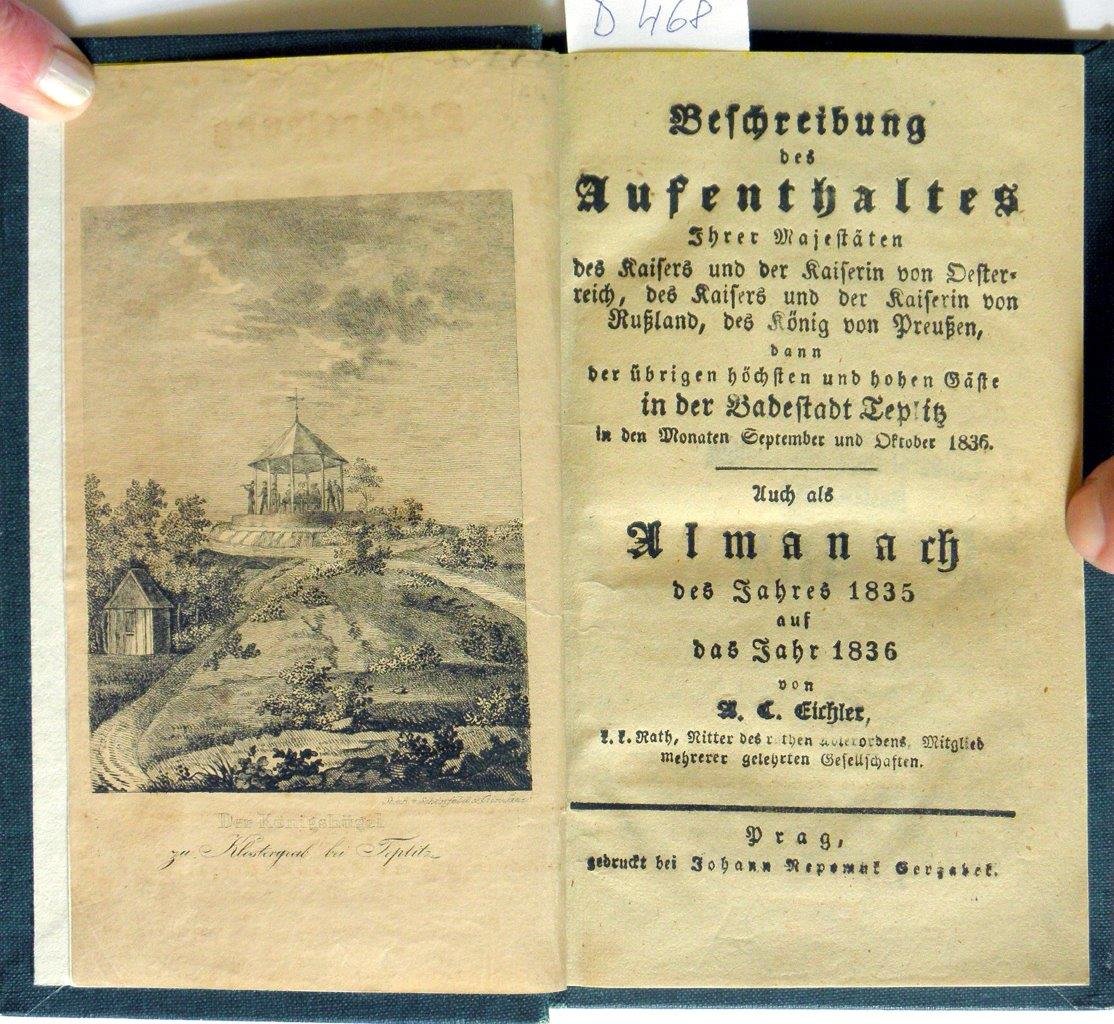 D 468
Der Königshügel
zu Klostergrab bei Teplitz
Beschreibung
des
Aufenthaltes
Ihrer Majestäten
des Kaisers und der Kaiserin von Oester-
reich, des Kaisers und der Kaiserin von
Rußland, des König von Preußen,
dann
der übrigen höchsten und hohen Gäste
in der Badestadt Teplitz
in den Monaten September und Oktober 1836.
Auch als
Almanach
des Jahres 1835
auf
das Jahr 1836
von
A. C. Eichler,
k. k. Rath, Ritter des rothen Adlerordens, Mitglied
mehrerer gelehrten Gesellschaften.
Prag,
gedruckt bei Johann Nepomuk Gerzabek.